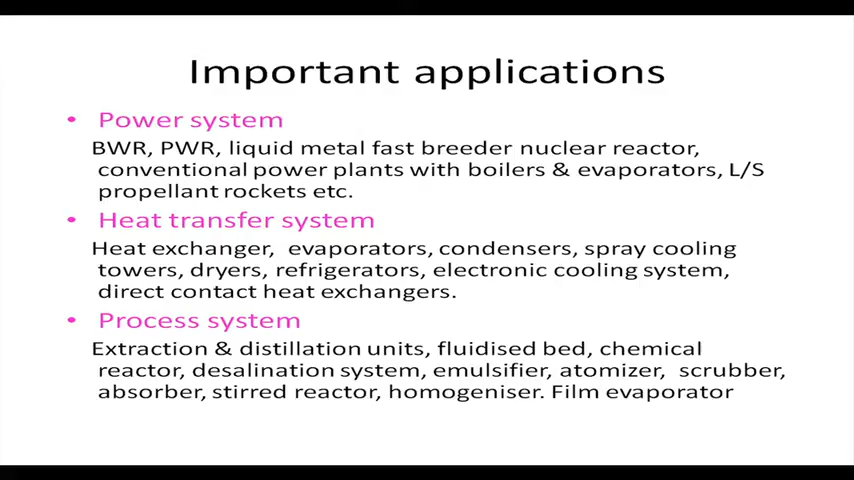 Important applications
• Power system
BWR, PWR, liquid metal fast breeder nuclear reactor,
conventional power plants with boilers & evaporators, L/S
propellant rockets etc.
• Heat transfer system
Heat exchanger, evaporators, condensers, spray cooling
towers, dryers, refrigerators, electronic cooling system,
direct contact heat exchangers.
• Process system
Extraction & distillation units, fluidised bed, chemical
reactor, desalination system, emulsifier, atomizer, scrubber,
absorber, stirred reactor, homogeniser. Film evaporator